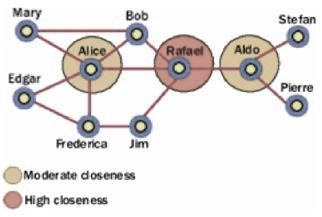 Mary
Bob
Stefan
Alice
Rafael
Aldo
Edgar
Pierre
Frederica
Jim
Moderate closeness
High closeness